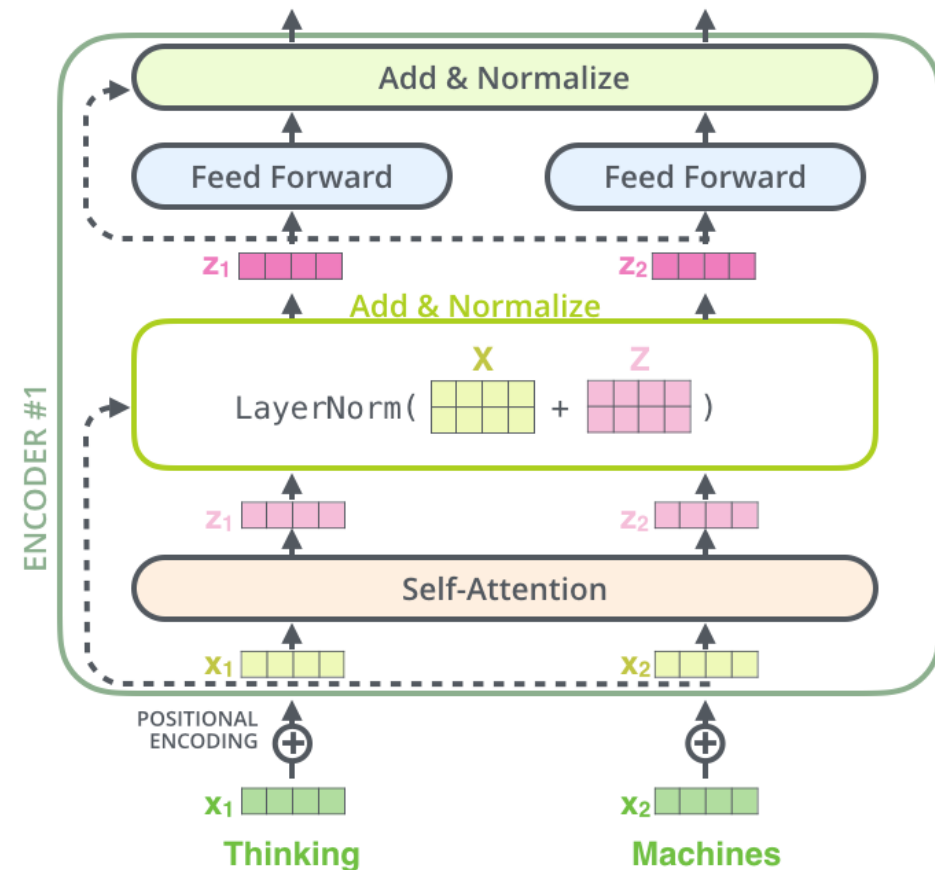 Add & Normalize
Feed Forward
Feed Forward
z1
z2
Add & Normalize
X
Z
LayerNorm(
+
)
ENCODER #1
z1
z2
Self-Attention
x1
x2
POSITIONAL
ENCODING
+
+
x1
x2
Thinking
Machines